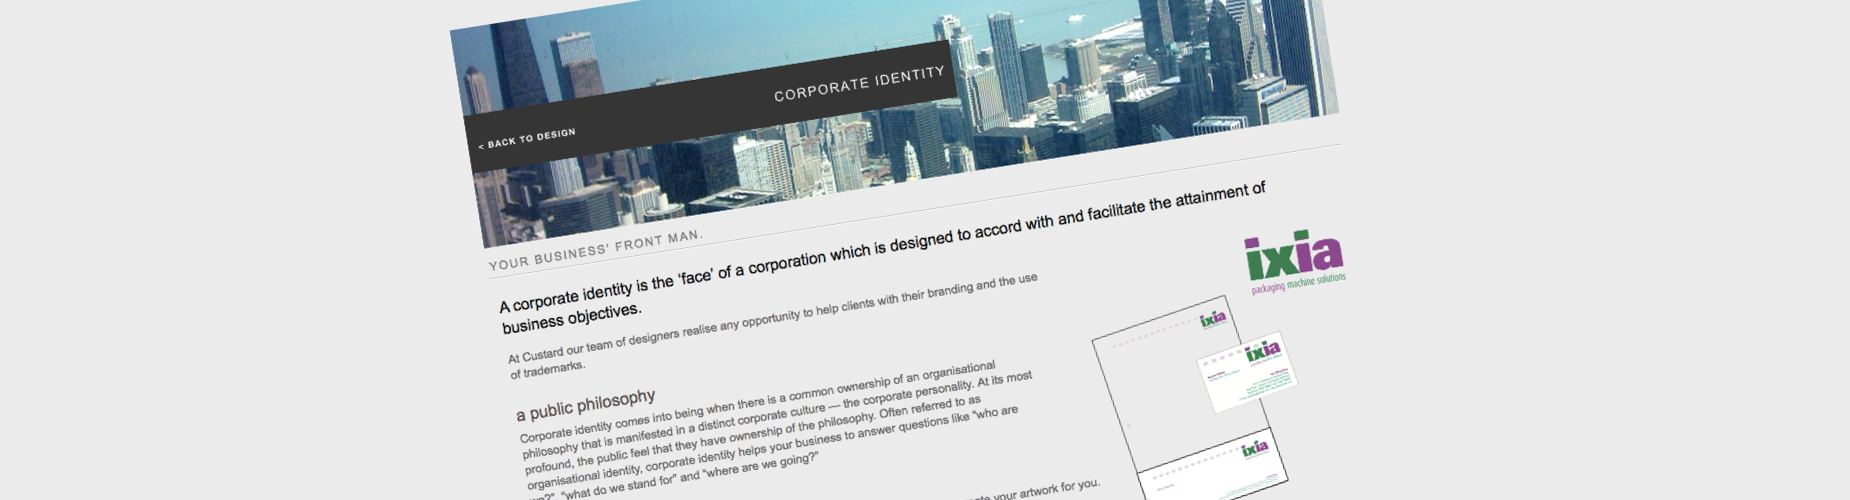 CORPORATE IDENTITY
< BACK TO DESIGN
YOUR BUSINESS' FRONT MAN.
A corporate identity is the ‘face’ of a corporation which is designed to accord with and facilitate the attainment of
business objectives.
At Custard our team of designers realise any opportunity to help clients with their branding and the use
of trademarks.
a public philosophy
Corporate identity comes into being when there is a common ownership of an organisational
philosophy that is manifested in a distinct corporate culture — the corporate personality. At its most
profound, the public feel that they have ownership of the philosophy. Often referred to as
organisational identity, corporate identity helps your business to answer questions like “who are
we?”, “what do we stand for” and “where are we going?”
your artwork for you.
ixia
packaging machine solutions
ixia
ixia
ixia